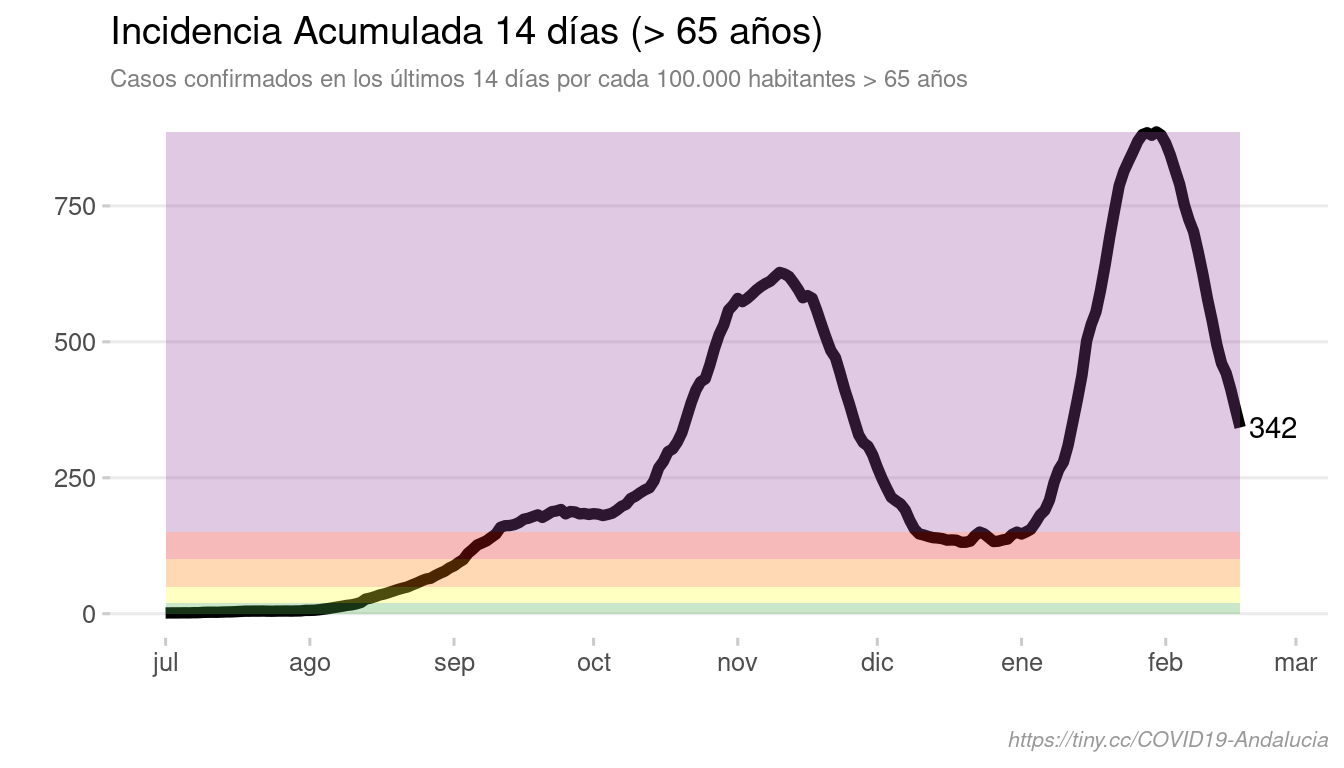 Incidencia Acumulada 14 días (> 65 años)
Casos confirmados en los últimos 14 días por cada 100.000 habitantes > 65 años
750
500
250
0
342
jul ago sep oct nov dic ene feb mar
https://tiny.cc/COVID19-Andalucia